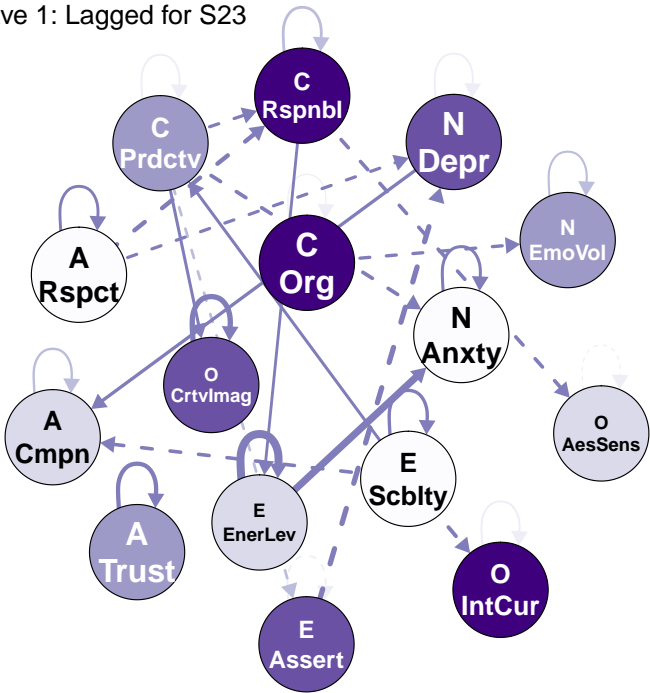 ve 1: Lagged for S23
C
Rspnbl
C
Prdctv
N
Depr
C
Org
N
EmoVol
A
Rspct
N
Anxty
O
CrtvImag
A
Cmpn
O
AesSens
E
Scblty
E
EnerLev
A
Trust
O
IntCur
E
Assert